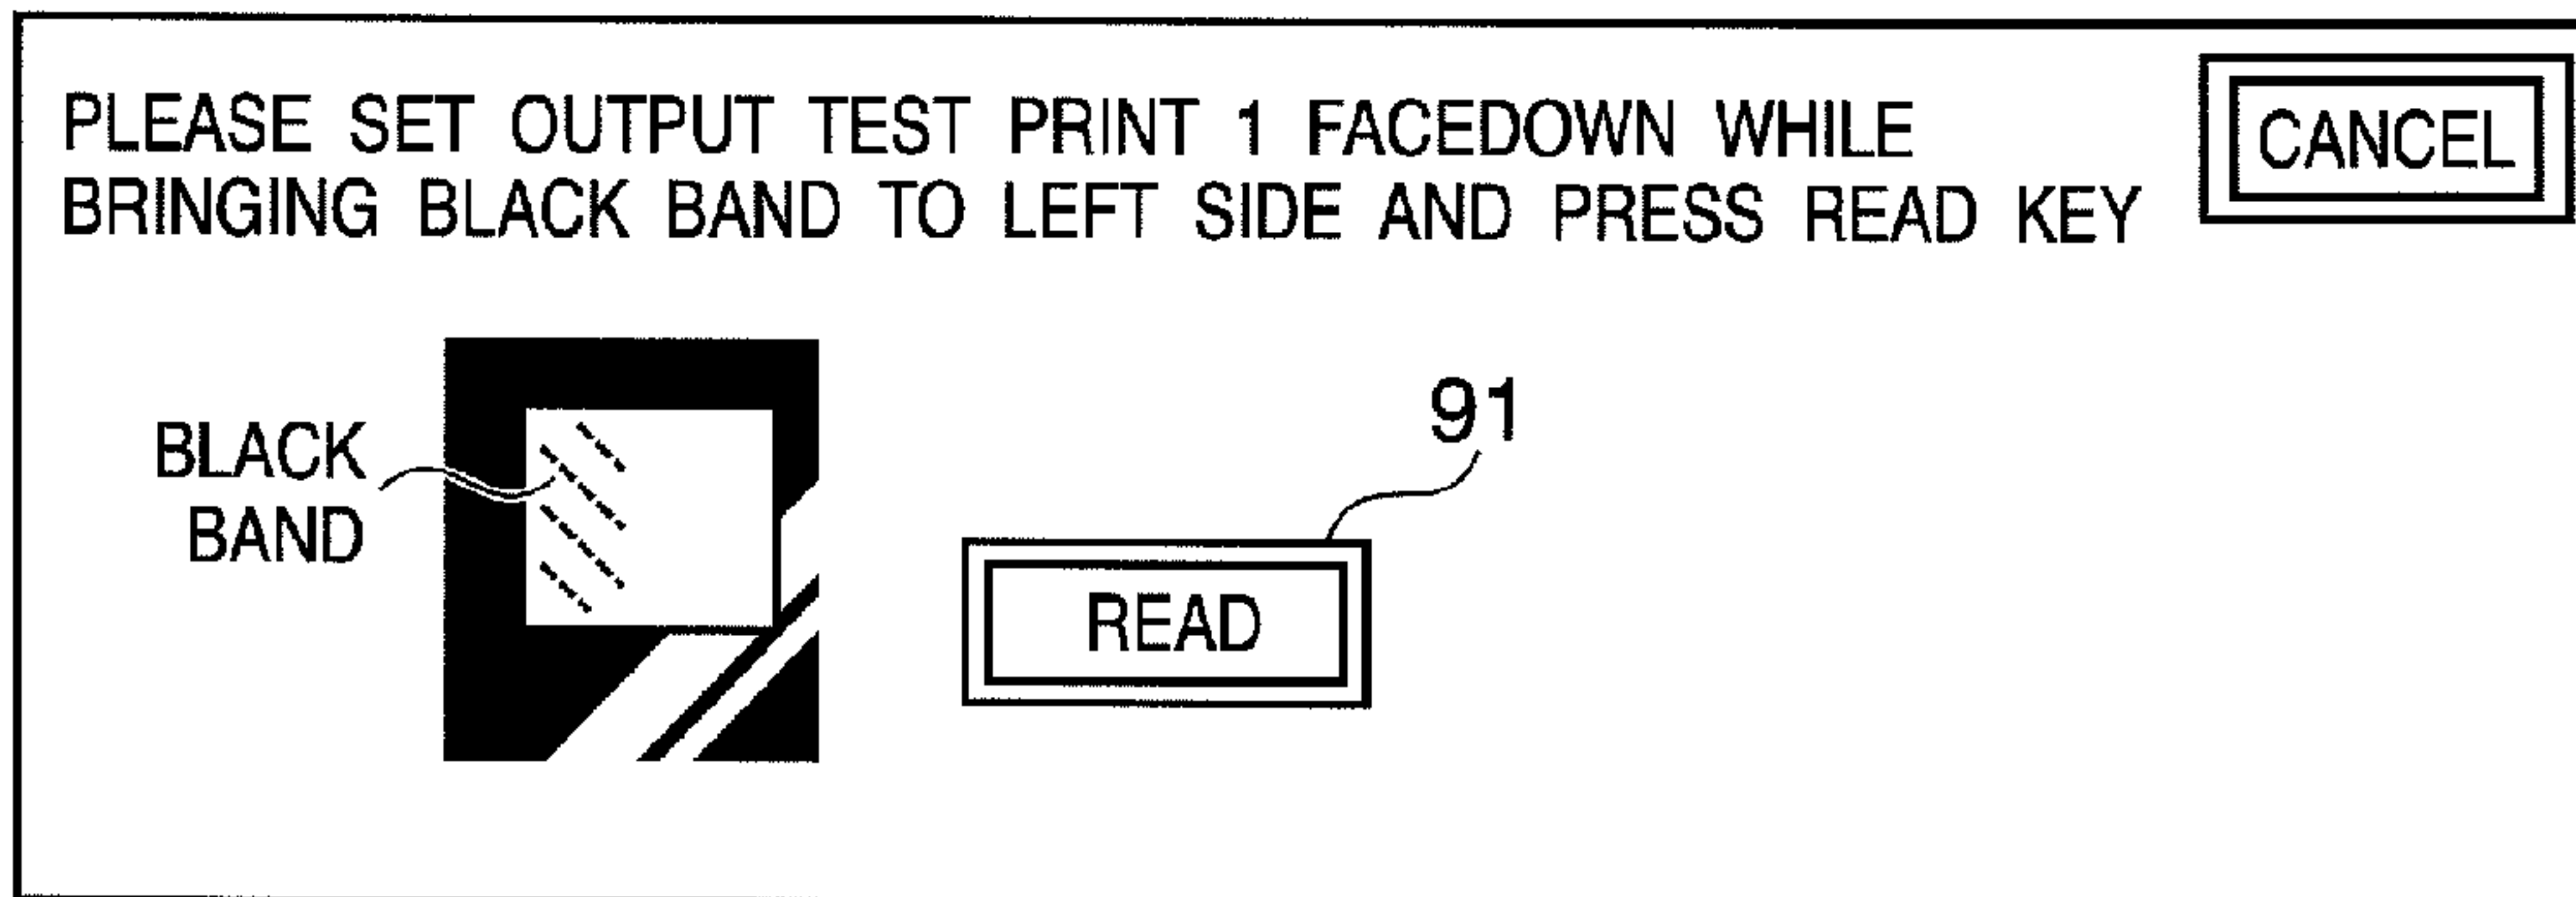 PLEASE SET OUTPUT TEST PRINT 1 FACEDOWN WHILE
BRINGING BLACK BAND TO LEFT SIDE AND PRESS READ KEY
CANCEL
BLACK
BAND
91
READ